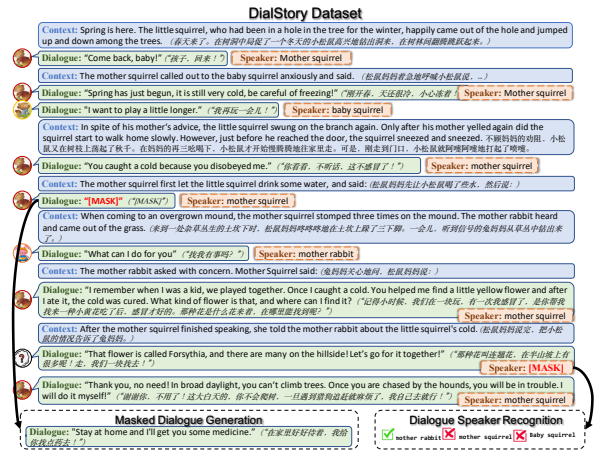 DialStory Dataset
Context: Spring is here. The little squirrel, who had been in a hole in the tree for the winter, happily came out of the hole and jumped
up and down among the trees. (春天来了。在树洞中局促了一个冬天的小松鼠高兴地钻出洞来，在树林间蹦蹦跳跳起来。)
Dialogue: “Come back, baby!” (“孩子，回来！”) Speaker: Mother squirrel
Context: The mother squirrel called out to the baby squirrel anxiously and said. (松鼠妈妈着急地呼喊小松鼠说，..)
Dialogue: “Spring has just begun, it is still very cold, be careful of freezing!” (“刚开春，天还很冷，小心冻着！ Speaker: Mother squirrel
Dialogue: “I want to play a little longer.” (“我再玩一会儿！”) Speaker: baby squirrel
Context: In spite of his mother’s advice, the little squirrel swung on the branch again. Only after his mother yelled again did the
squirrel start to walk home slowly. However, just before he reached the door, the squirrel sneezed and sneezed. 不顾妈妈的劝阻，小松
鼠又在树枝上荡起了秋千。在妈妈的再三吆喝下，小松鼠才开始慢腾腾地往家里走。可是，刚走到门口，小松鼠就阿嚏阿嚏地打起了喷嚏。
Dialogue: “You caught a cold because you disobeyed me.” (“你看看，不听话，这不感冒了！”) Speaker: mother squirrel
Context: The mother squirrel first let the little squirrel drink some water, and said: (松鼠妈妈先让小松鼠喝了些水，然后说：)
Dialogue: “[MASK]” (“[MASK]”) Speaker: mother squirrel
Context: When coming to an overgrown mound, the mother squirrel stomped three times on the mound. The mother rabbit heard
and came out of the grass. (来到一处杂草丛生的土坎下时，松鼠妈妈咚咚咚地在土坎上跺了三下脚。一会儿，听到信号的兔妈妈从草丛中钻出来
了。)
Dialogue: “What can I do for you” (“找我有事吗？”) Speaker: mother rabbit
Context: The mother rabbit asked with concern. Mother Squirrel said: (兔妈妈关心地问。松鼠妈妈说：)
Dialogue: “I remember when I was a kid, we played together. Once I caught a cold. You helped me find a little yellow flower and after
I ate it, the cold was cured. What kind of flower is that, and where can I find it? (“记得小时候，我们在一块玩，有一次我感冒了，是你帮我
找来一种小黄花吃了后，感冒才好的。那种花是什么花来着，在哪里能找到呢？” Speaker: mother squirrel
Context: After the mother squirrel finished speaking, she told the mother rabbit about the little squirrel’s cold. (松鼠妈妈说完，把小松
鼠的情况告诉了兔妈妈。)
Dialogue: “That flower is called Forsythia, and there are many on the hillside! Let’s go for it together!” (“那种花叫连翘花，在半山坡上有
很多呢！走，我们一块找去！”) Speaker: [MASK]
Dialogue: “Thank you, no need! In broad daylight, you can’t climb trees. Once you are chased by the hounds, you will be in trouble. I
will do it myself!” (“谢谢你，不用了！这大白天的，你不会爬树，一旦遇到猎狗追赶就麻烦了，我自己去就行！”) Speaker: mother squirrel
Masked Dialogue Generation
Dialogue: “Stay at home and I'll get you some medicine.” (“在家里好好待着，我给
你找点药去！”)
Dialogue Speaker Recognition
mother rabbit mother squirrel Baby squirrel